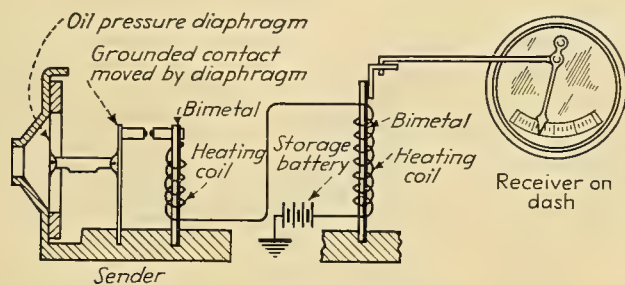 Oil pressure diaphragm
Grounded contact
moved by diaphragm
Bimetal
Heating
coil
Storage
battery
Bimetal
Heating
coil
Receiver on
dash
Sender